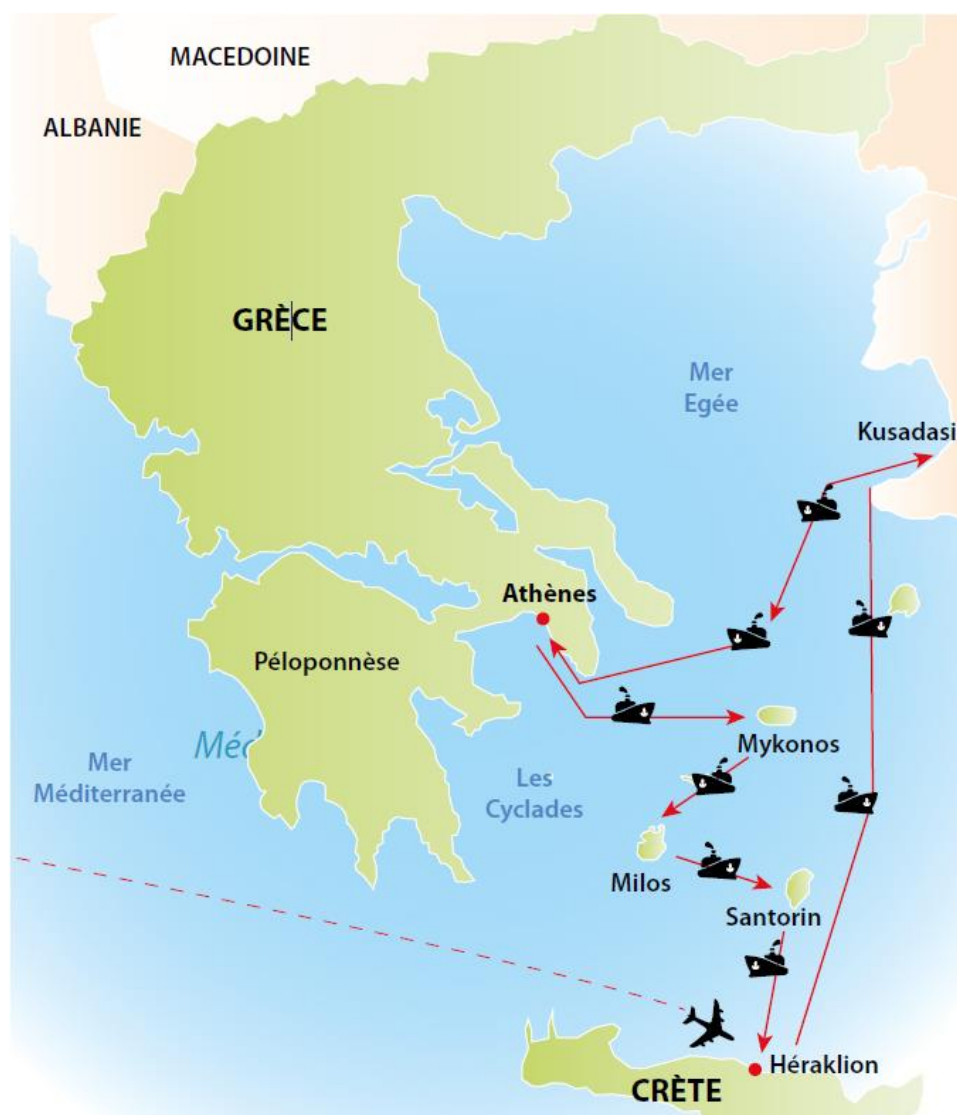 MACEDOINE
ALBANIE
GRÈCE
Mer
Egée
Kusadasi
Athènes
Péloponnèse
Méd
Mykonos
Mer
Méditerranée
Les
Cyclades
Milos
Santorin
Héraklion
CRÈTE